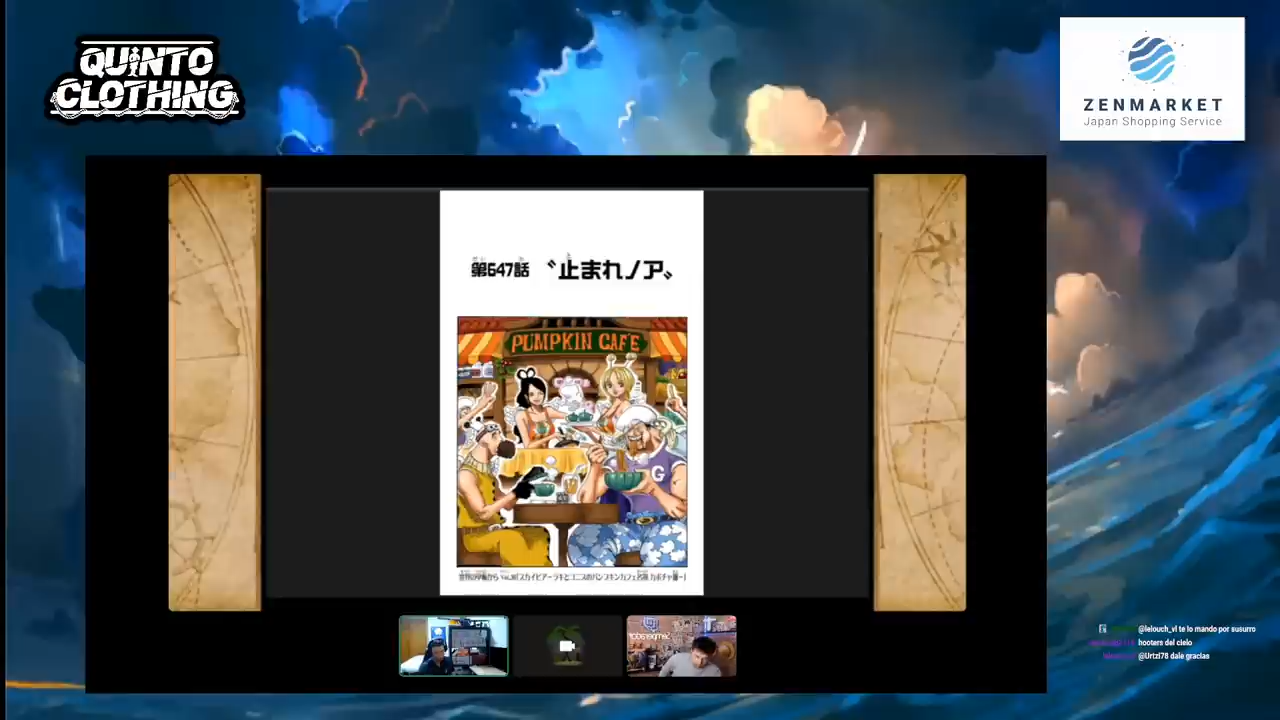 QUINTO
CLOTHING
ZENMARKET
Japan Shopping Service
第647話 〝止まれノア〟
PUMPKIN CAFE
G
@lelouch_vl te lo mando por susurro
hooters del cielo
@Urtzi78 dale gracias